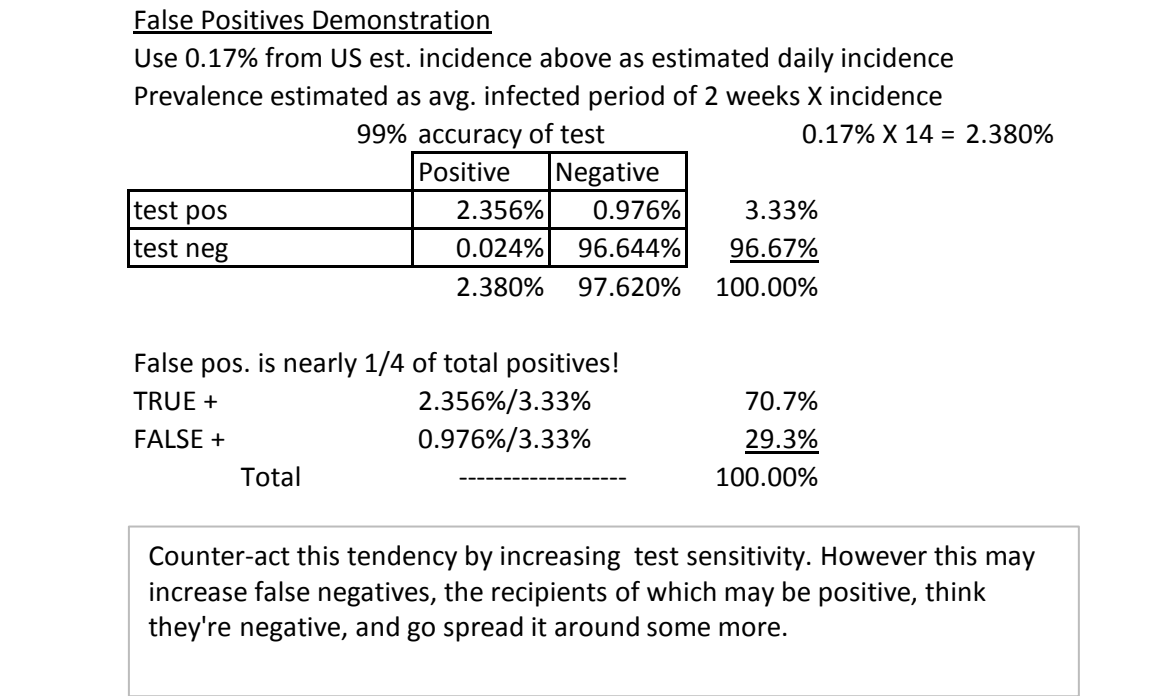 False Positives Demonstration
Use 0.17% from US est. incidence above as estimated daily incidence
Prevalence estimated as avg. infected period of 2 weeks X incidence
99% accuracy of test 0.17% X 14 = 2.380%
Positive Negative
test pos 2.356% 0.976% 3.33%
test neg 0.024% 96.644% 96.67%
2.380% 97.620% 100.00%
False pos. is nearly 1/4 of total positives!
TRUE + 2.356%/3.33% 70.7%
FALSE + 0.976%/3.33% 29.3%
Total ------------------- 100.00%
Counter-act this tendency by increasing  test sensitivity. However this may
increase false negatives, the recipients of which may be positive, think
they're negative, and go spread it around some more.